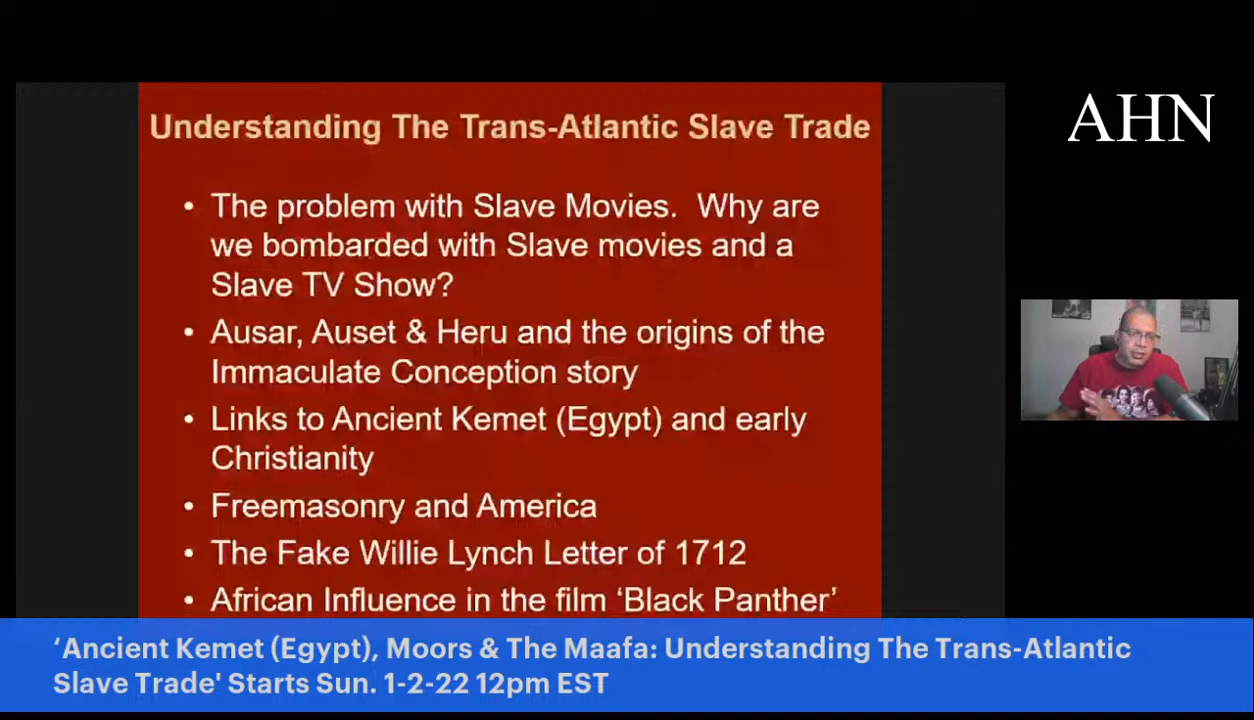 Understanding The Trans-Atlantic Slave Trade
AHN
• The problem with Slave Movies. Why are
we bombarded with Slave movies and a
Slave TV Show?
• Ausar, Auset & Heru and the origins of the
Immaculate Conception story
• Links to Ancient Kemet (Egypt) and early
Christianity
• Freemasonry and America
• The Fake Willie Lynch Letter of 1712
• African Influence in the film ‘Black Panther’
‘Ancient Kemet (Egypt), Moors & The Maafa: Understanding The Trans-Atlantic
Slave Trade' Starts Sun. 1-2-22 12pm EST